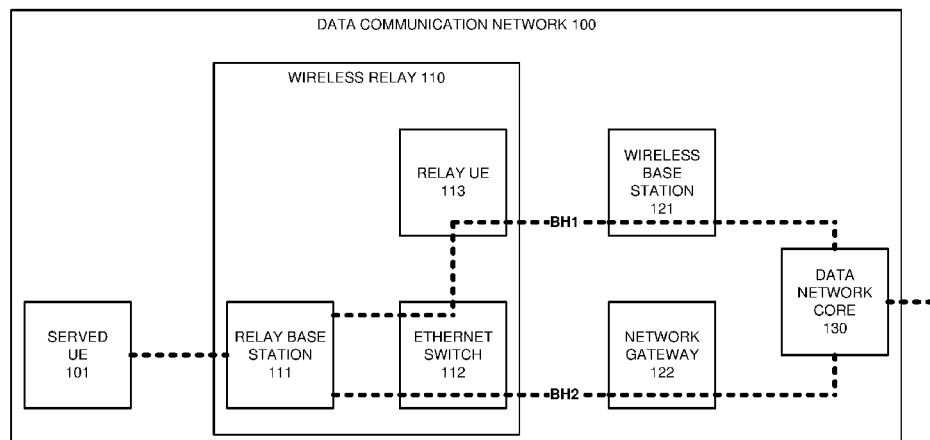 DATA COMMUNICATION NETWORK 100
WIRELESS RELAY 110
RELAY UE
113
WIRELESS
BASE
STATION
121
BH1
SERVED
UE
101
RELAY BASE
STATION
111
ETHERNET
SWITCH
112
BH2
NETWORK
GATEWAY
122
DATA
NETWORK
CORE
130